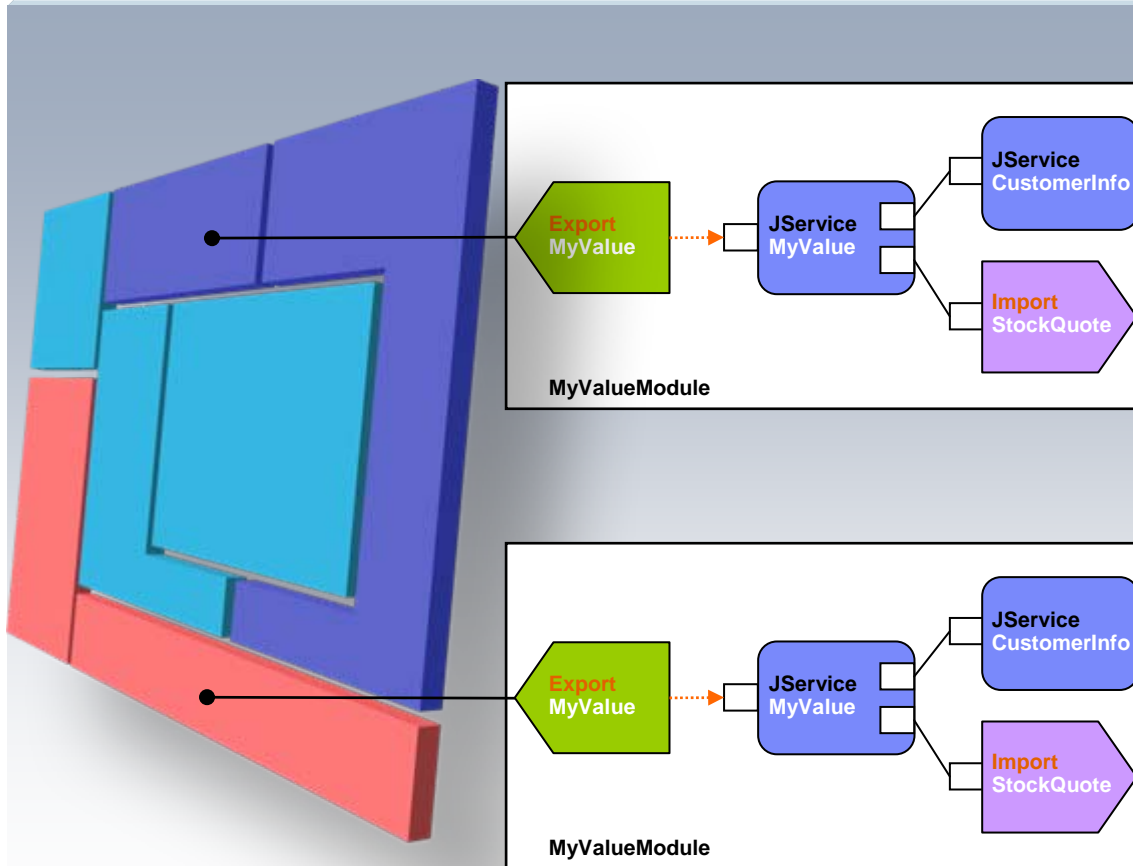 Export
MyValue
JService
MyValue
JService
CustomerInfo
Import
StockQuote
MyValueModule
Export
MyValue
JService
MyValue
JService
CustomerInfo
Import
StockQuote
MyValueModule